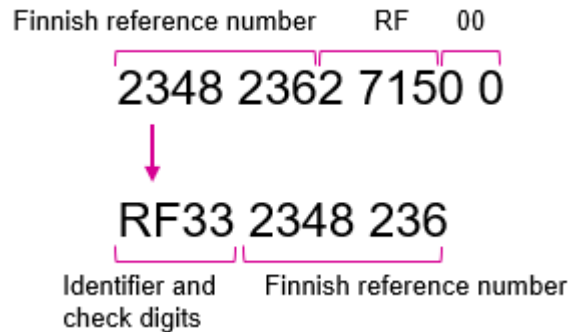 Finnish reference number RF 00
2348 2362 7150 0
RF33 2348 236
Identifier and Finnish reference number
check digits